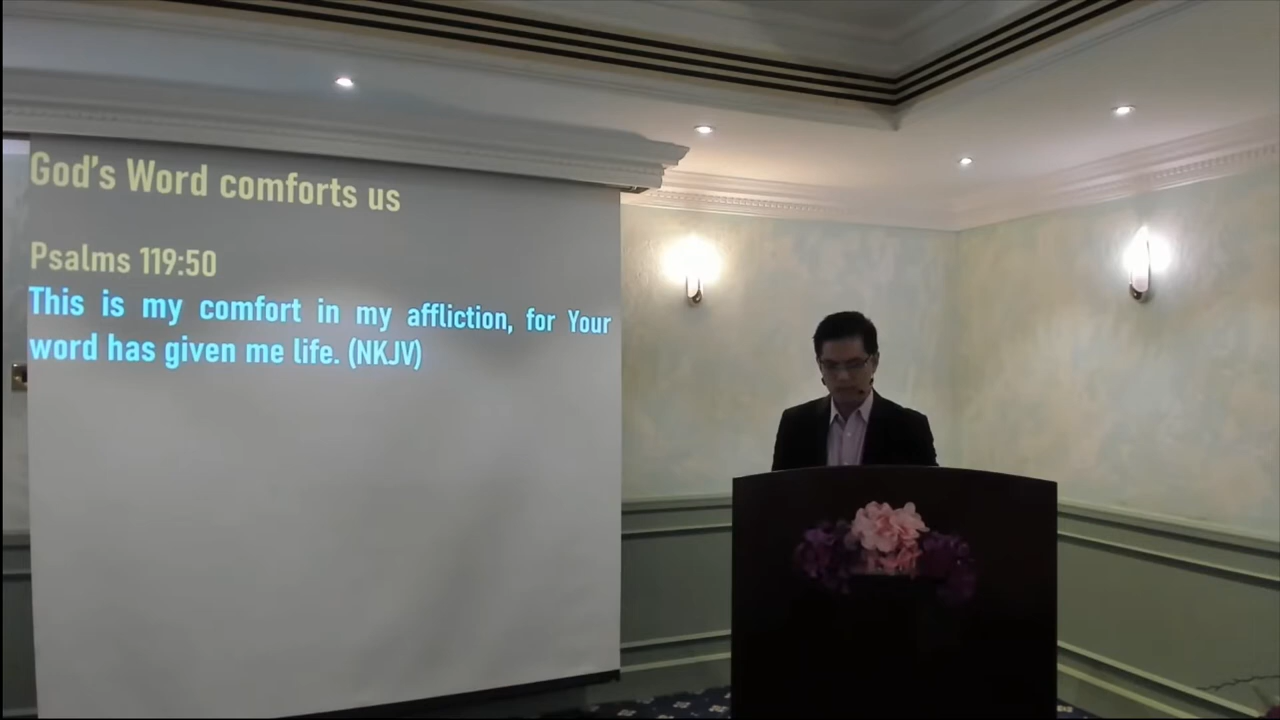 God's Word comforts us
Psalms 119:50
This is my comfort in my affliction, for Your
word has given me life. (NKJV)